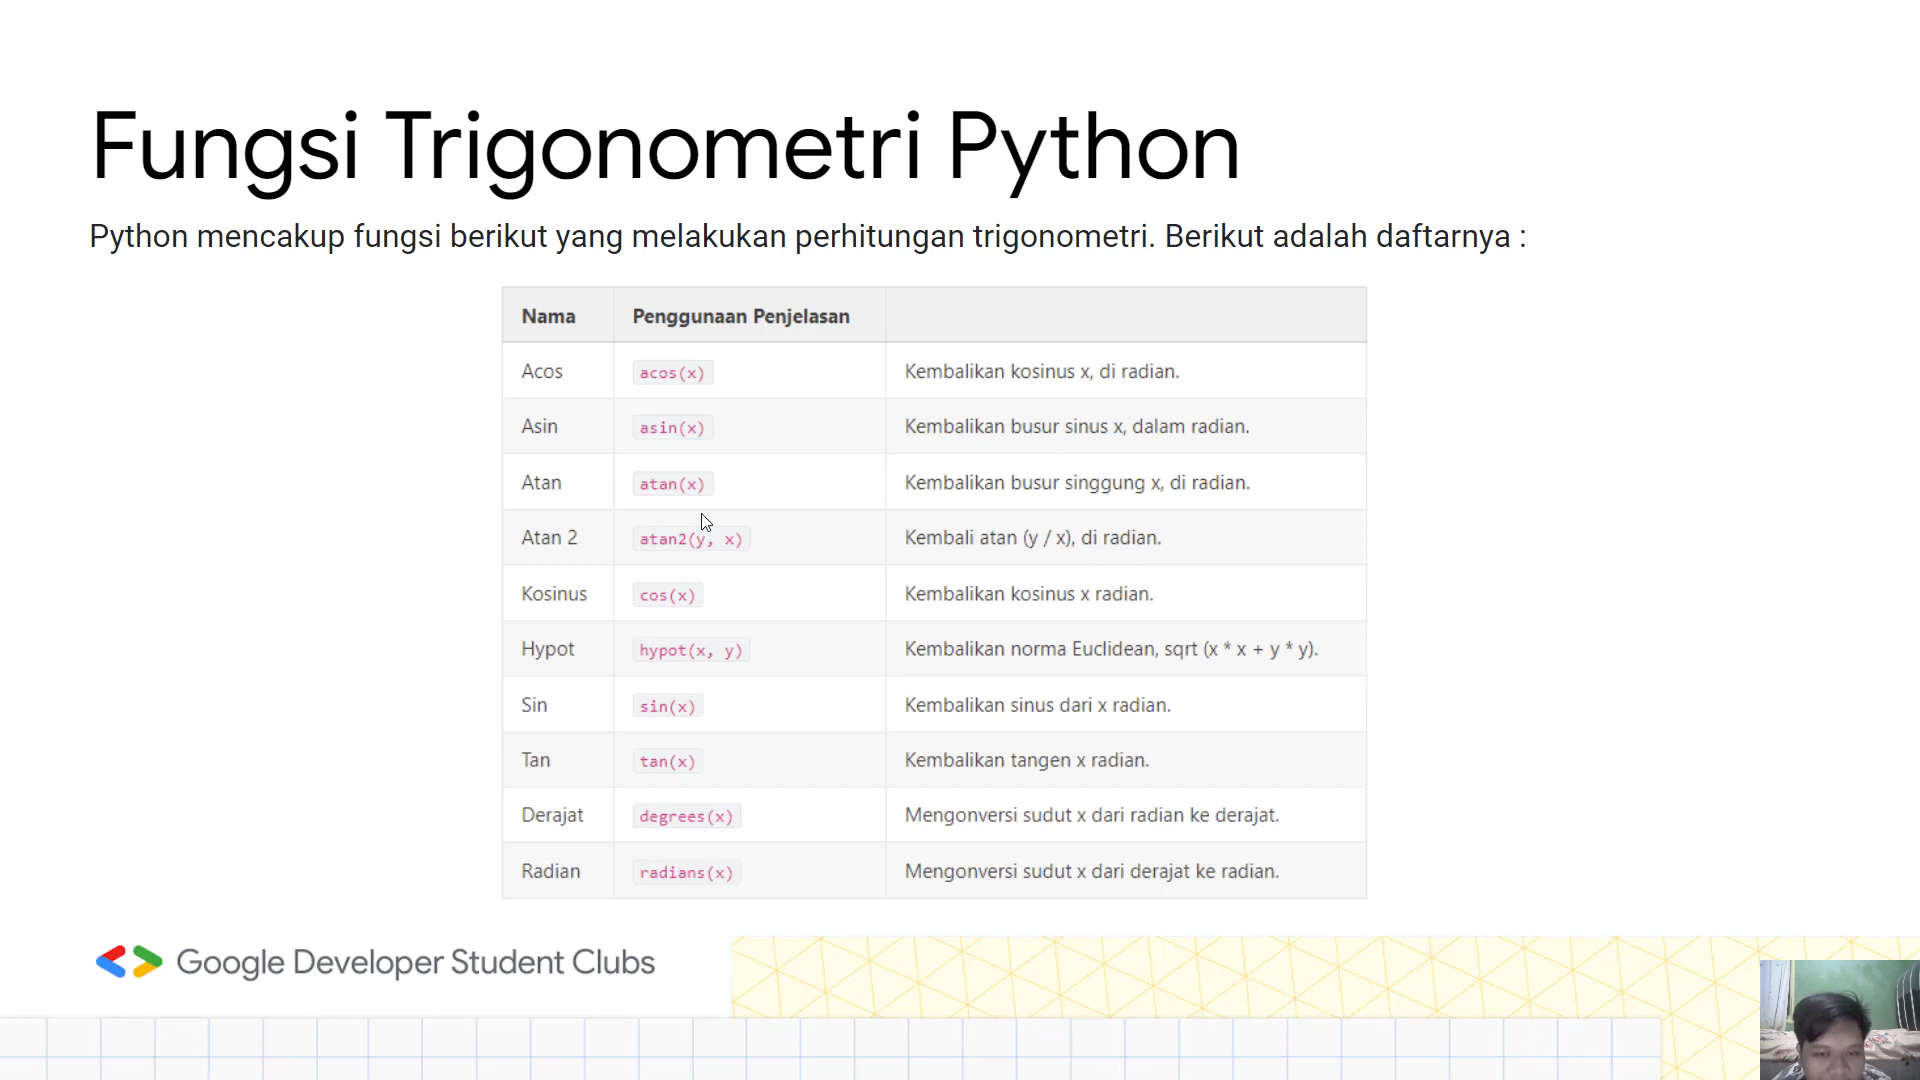 Fungsi Trigonometri Python
Python mencakup fungsi berikut yang melakukan perhitungan trigonometri. Berikut adalah daftarnya :
Nama Penggunaan Penjelasan
Acos acos(x) Kembalikan kosinus x, di radian.
Asin asin(x) Kembalikan busur sinus x, dalam radian.
Atan atan(x) Kembalikan busur singgung x, di radian.
Atan 2 atan2(y, x) Kembali atan (y / x), di radian.
Kosinus cos(x) Kembalikan kosinus x radian.
Hypot hypot(x, y) Kembalikan norma Euclidean, sqrt (x * x + y * y).
Sin sin(x) Kembalikan sinus dari x radian.
Tan tan(x) Kembalikan tangen x radian.
Derajat degrees(x) Mengonversi sudut x dari radian ke derajat.
Radian radians(x) Mengonversi sudut x dari derajat ke radian.
Google Developer Student Clubs